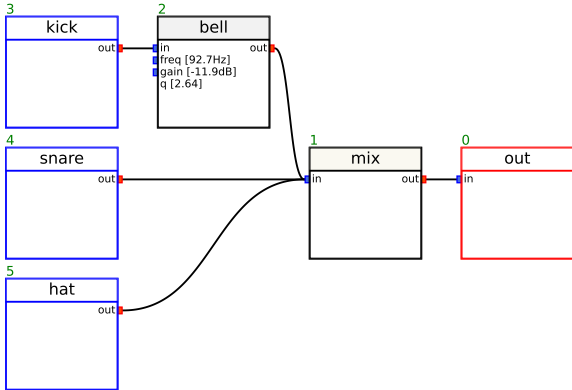 3
kick
out
2
bell
in
out
freq [92.7Hz]
gain [-11.9dB]
q [2.64]
4
snare
out
1
mix
in
out
0
out
in
5
hat
out